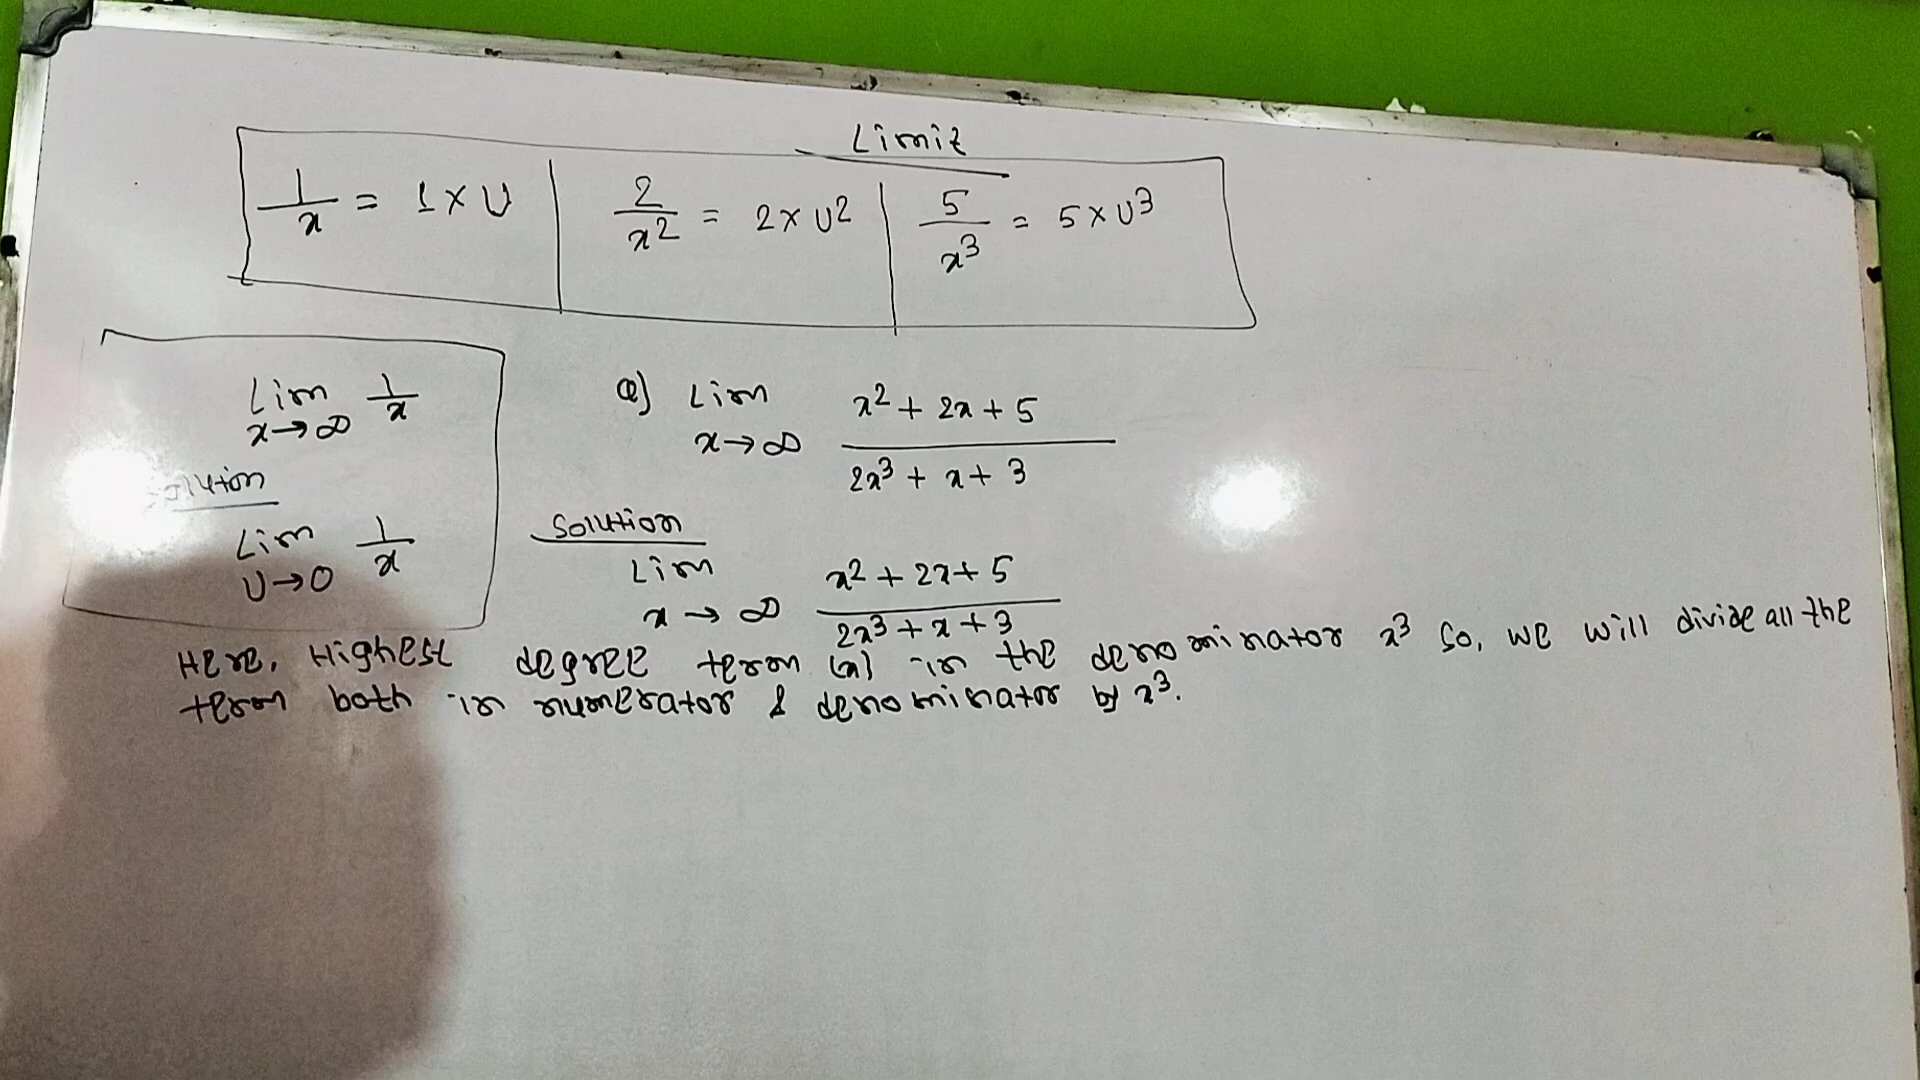 Limit
1/x = 1×U | 2/x² = 2×U² | 5/x³ = 5×U³
Lim x→∞ 1/x
Solution
Lim U→0 1/x
Q) Lim x→∞ (x² + 2x + 5)/(2x³ + x + 3)
Solution
Lim x→∞ (x² + 2x + 5)/(2x³ + x + 3)
Here, Highest degree term (x) in the denominator x³ So, we will divide all the
term both in numerator & denominator by x³.